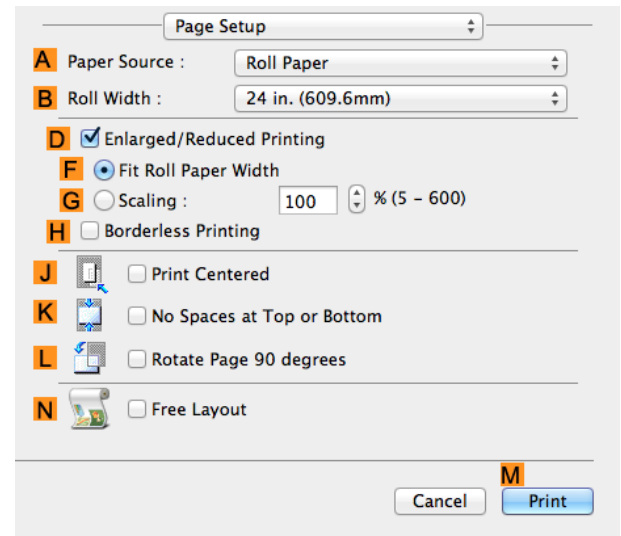 Page Setup
A Paper Source : Roll Paper
B Roll Width : 24 in. (609.6mm)
D Enlarged/Reduced Printing
F Fit Roll Paper Width
G Scaling : 100 % (5 – 600)
H Borderless Printing
J Print Centered
K No Spaces at Top or Bottom
L Rotate Page 90 degrees
N Free Layout
M
Cancel Print